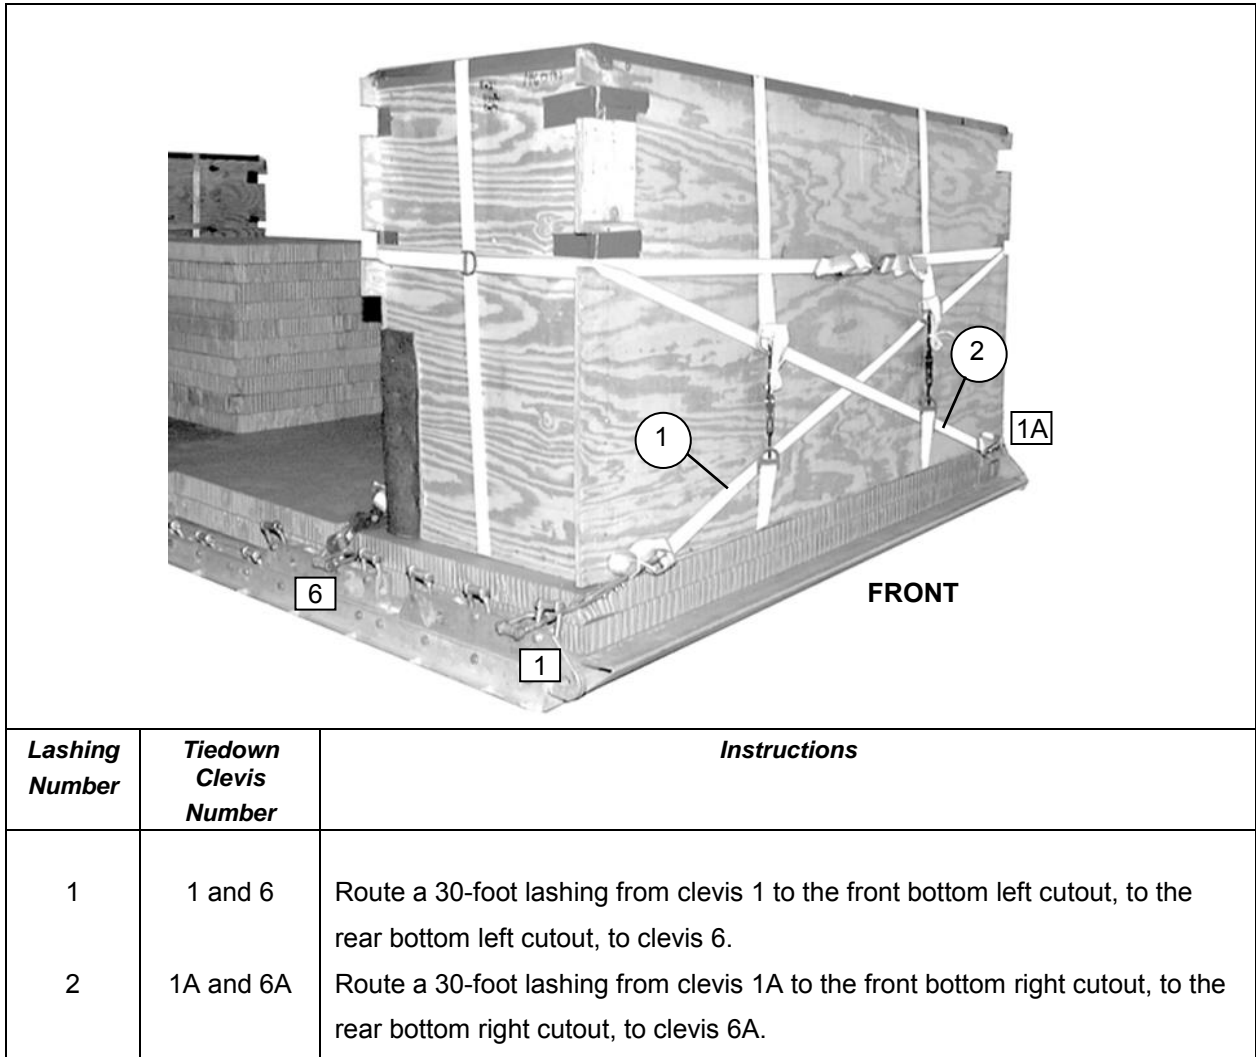 2
1
1A
FRONT
6
1
Lashing Number
Tiedown Clevis Number
Instructions
1
1 and 6
Route a 30-foot lashing from clevis 1 to the front bottom left cutout, to the
rear bottom left cutout, to clevis 6.
2
1A and 6A
Route a 30-foot lashing from clevis 1A to the front bottom right cutout, to the
rear bottom right cutout, to clevis 6A.